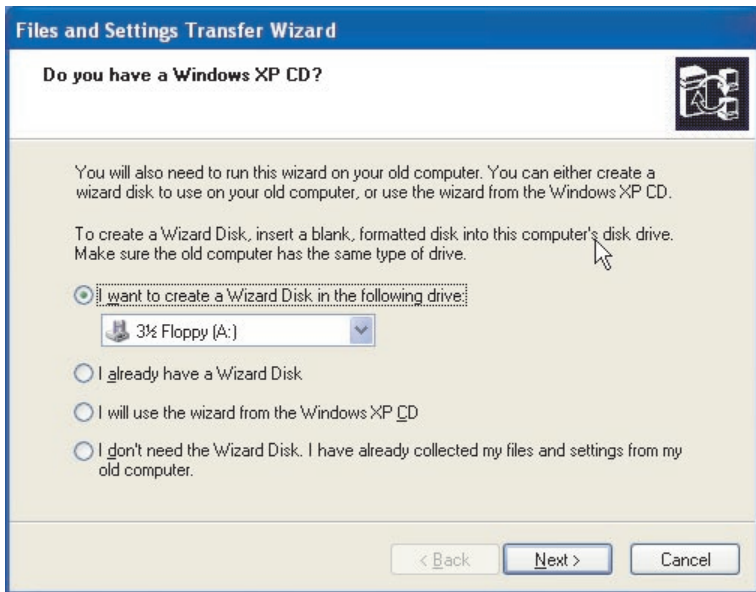 Files and Settings Transfer Wizard
Do you have a Windows XP CD?
You will also need to run this wizard on your old computer. You can either create a
wizard disk to use on your old computer, or use the wizard from the Windows XP CD.
To create a Wizard Disk, insert a blank, formatted disk into this computer's disk drive.
Make sure the old computer has the same type of drive.
I want to create a Wizard Disk in the following drive:
3½ Floppy (A:)
I already have a Wizard Disk
I will use the wizard from the Windows XP CD
I don't need the Wizard Disk. I have already collected my files and settings from my
old computer.
< Back Next > Cancel